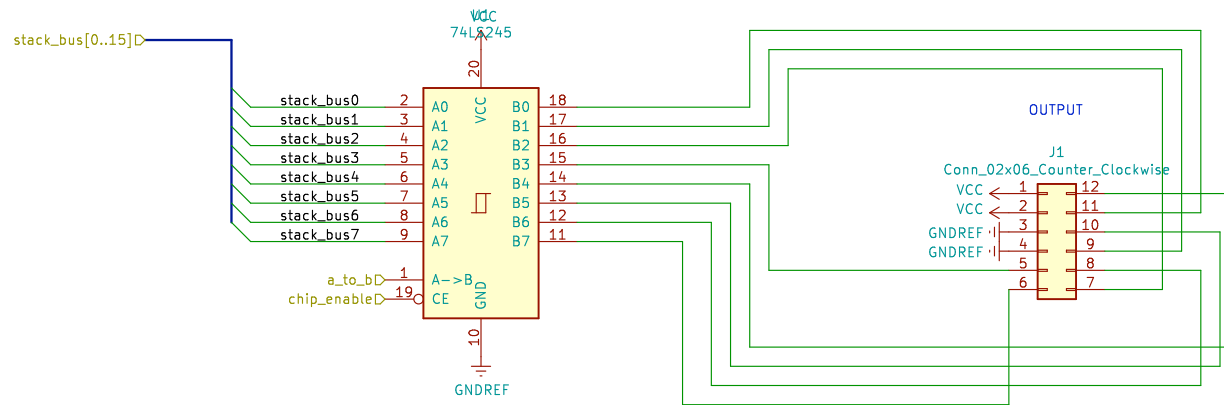 stack_bus[0..15]
U1
VCC
74LS245
20
VCC
stack_bus0 2 A0 B0 18
stack_bus1 3 A1 B1 17
stack_bus2 4 A2 B2 16
stack_bus3 5 A3 B3 15
stack_bus4 6 A4 B4 14
stack_bus5 7 A5 B5 13
stack_bus6 8 A6 B6 12
stack_bus7 9 A7 B7 11
a_to_b 1 A->B
chip_enable 19 CE
GND
10
GNDREF
OUTPUT
J1
Conn_02x06_Counter_Clockwise
VCC 1 12
VCC 2 11
GNDREF 3 10
GNDREF 4 9
5 8
6 7